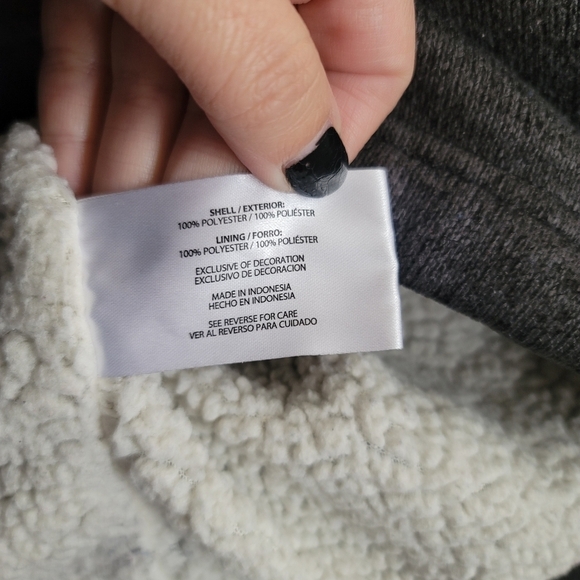 SHELL / EXTERIOR:
100% POLYESTER / 100% POLIÉSTER
LINING / FORRO:
100% POLYESTER / 100% POLIÉSTER
EXCLUSIVE OF DECORATION
EXCLUSIVO DE DECORACION
MADE IN INDONESIA
HECHO EN INDONESIA
SEE REVERSE FOR CARE
VER AL REVERSO PARA CUIDADO